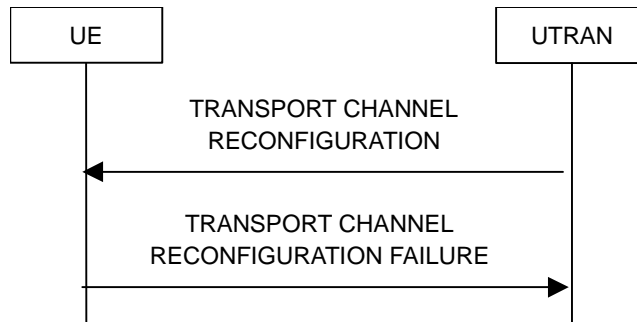 UE
UTRAN
TRANSPORT CHANNEL
RECONFIGURATION
TRANSPORT CHANNEL
RECONFIGURATION FAILURE